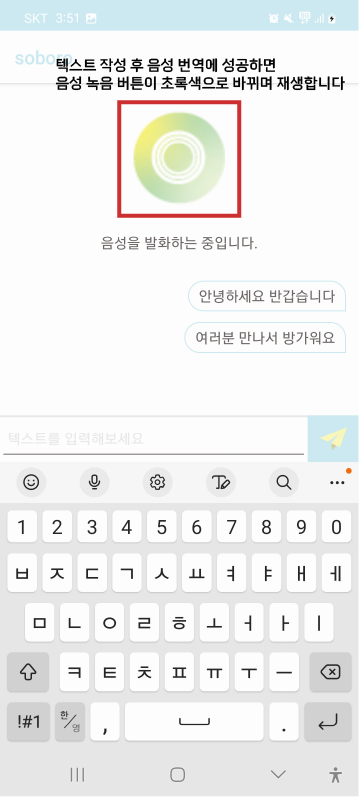 SKT 3:51
soboro
텍스트 작성 후 음성 번역에 성공하면
음성 녹음 버튼이 초록색으로 바뀌며 재생합니다
음성을 발화하는 중입니다.
안녕하세요 반갑습니다
여러분 만나서 방가워요
텍스트를 입력해보세요
1 2 3 4 5 6 7 8 9 0
ㅂ ㅈ ㄷ ㄱ ㅅ ㅛ ㅕ ㅑ ㅐ ㅔ
ㅁ ㄴ ㅇ ㄹ ㅎ ㅗ ㅓ ㅏ ㅣ
ㅋ ㅌ ㅊ ㅍ ㅠ ㅜ ㅡ
!#1 한/영 , .